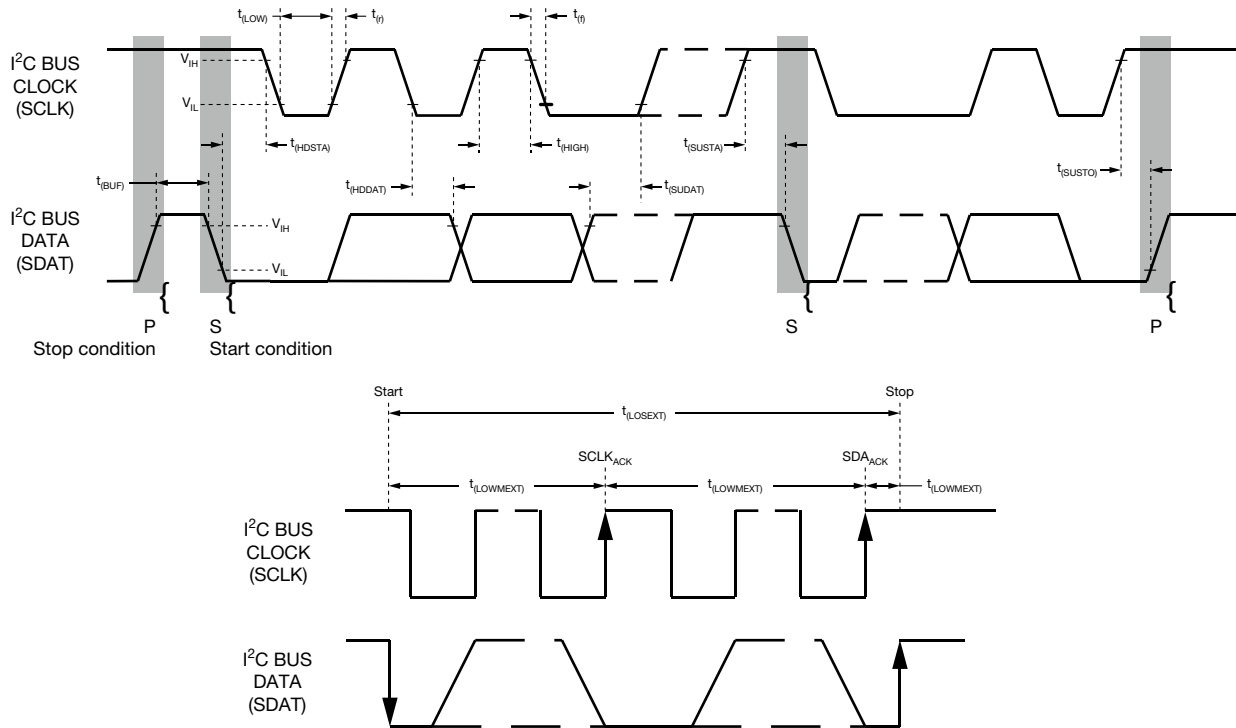 t(LOW)
t(r)
t(f)
I2C BUS
CLOCK
(SCLK)
VIH
VIL
t(HDSTA)
t(HIGH)
t(SUSTA)
t(SUSTO)
t(BUF)
t(HDDAT)
t(SUDAT)
I2C BUS
DATA
(SDAT)
VIH
VIL
{ { { {
P S S P
Stop condition Start condition
Start Stop
t(LOSEXT)
SCLKACK SDAACK
t(LOWMEXT) t(LOWMEXT) t(LOWMEXT)
I2C BUS
CLOCK
(SCLK)
I2C BUS
DATA
(SDAT)